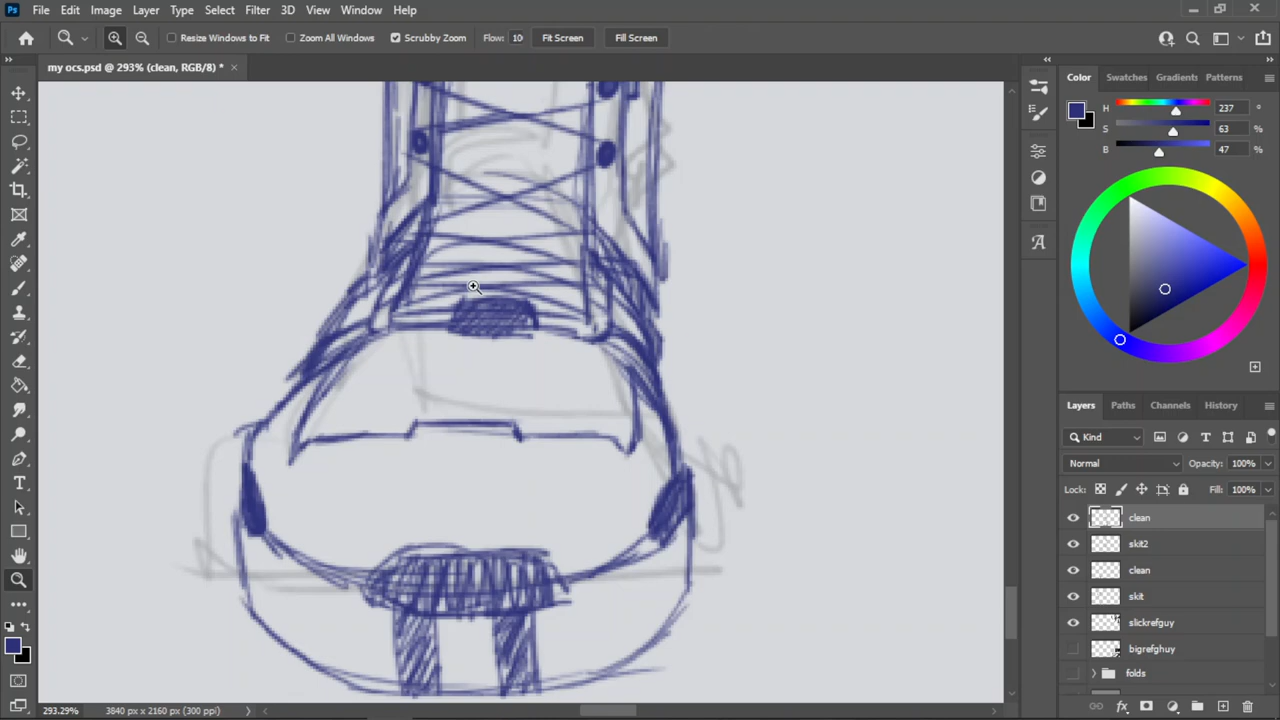 Ps File Edit Image Layer Type Select Filter 3D View Window Help
Resize Windows to Fit Zoom All Windows Scrubby Zoom Flow: 10 Fit Screen Fill Screen
my ocs.psd @ 293% (clean, RGB/8) * ×
Color Swatches Gradients Patterns
H 237 °
S 63 %
B 47 %
Layers Paths Channels History
Kind
Normal Opacity: 100%
Lock: Fill: 100%
clean
skit2
clean
skit
slickrefguy
bigrefghuy
folds
293.29% 3840 px x 2160 px (300 ppi)